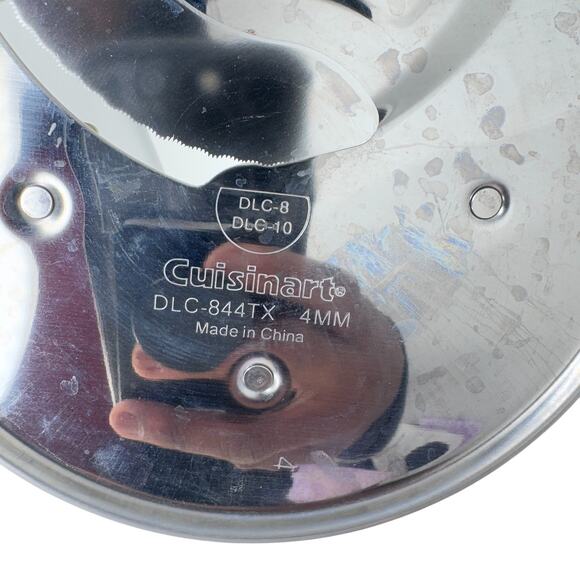 DLC-8
DLC-10
Cuisinart®
DLC-844TX 4MM
Made in China